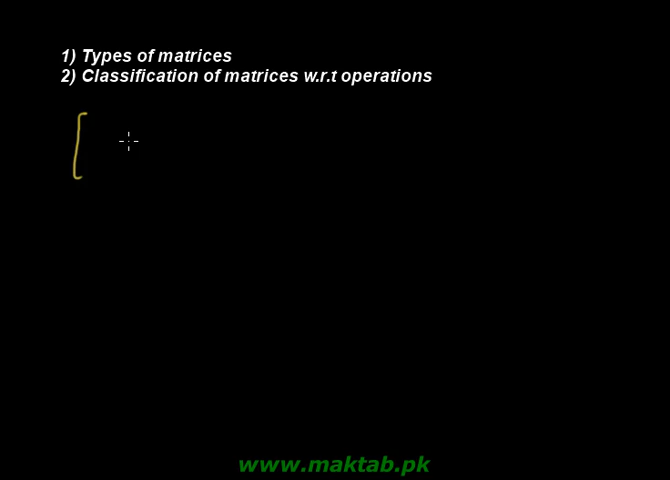 1) Types of matrices
2) Classification of matrices w.r.t operations
[
www.maktab.pk